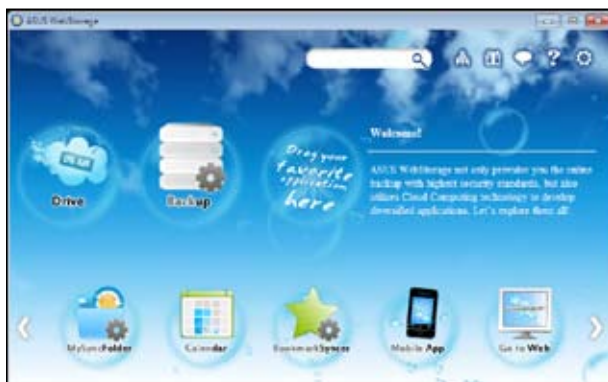 ASUS WebStorage
Drag your
favorite
application
here
Welcome!
ASUS WebStorage not only provides you the online
backup with highest security standards, but also
utilizes Cloud Computing technology to develop
diversified applications. Let's explore them all!
Drive
Backup
MySyncFolder
Calendar
BookmarkSyncer
Mobile App
Go to Web